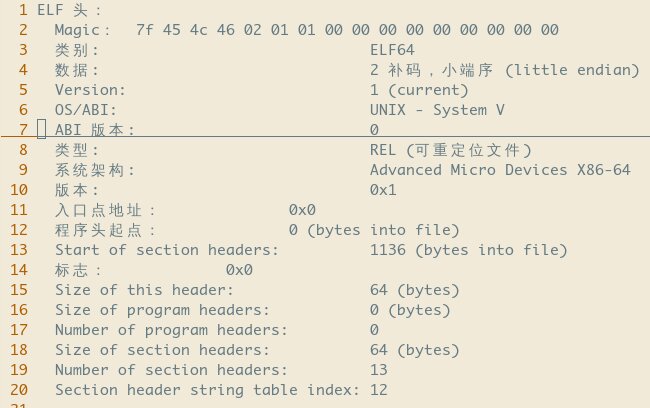 1 ELF 头：
2 Magic： 7f 45 4c 46 02 01 01 00 00 00 00 00 00 00 00 00
3 类别: ELF64
4 数据: 2 补码，小端序 (little endian)
5 Version: 1 (current)
6 OS/ABI: UNIX - System V
7 ABI 版本: 0
8 类型: REL (可重定位文件)
9 系统架构: Advanced Micro Devices X86-64
10 版本: 0x1
11 入口点地址： 0x0
12 程序头起点： 0 (bytes into file)
13 Start of section headers: 1136 (bytes into file)
14 标志： 0x0
15 Size of this header: 64 (bytes)
16 Size of program headers: 0 (bytes)
17 Number of program headers: 0
18 Size of section headers: 64 (bytes)
19 Number of section headers: 13
20 Section header string table index: 12